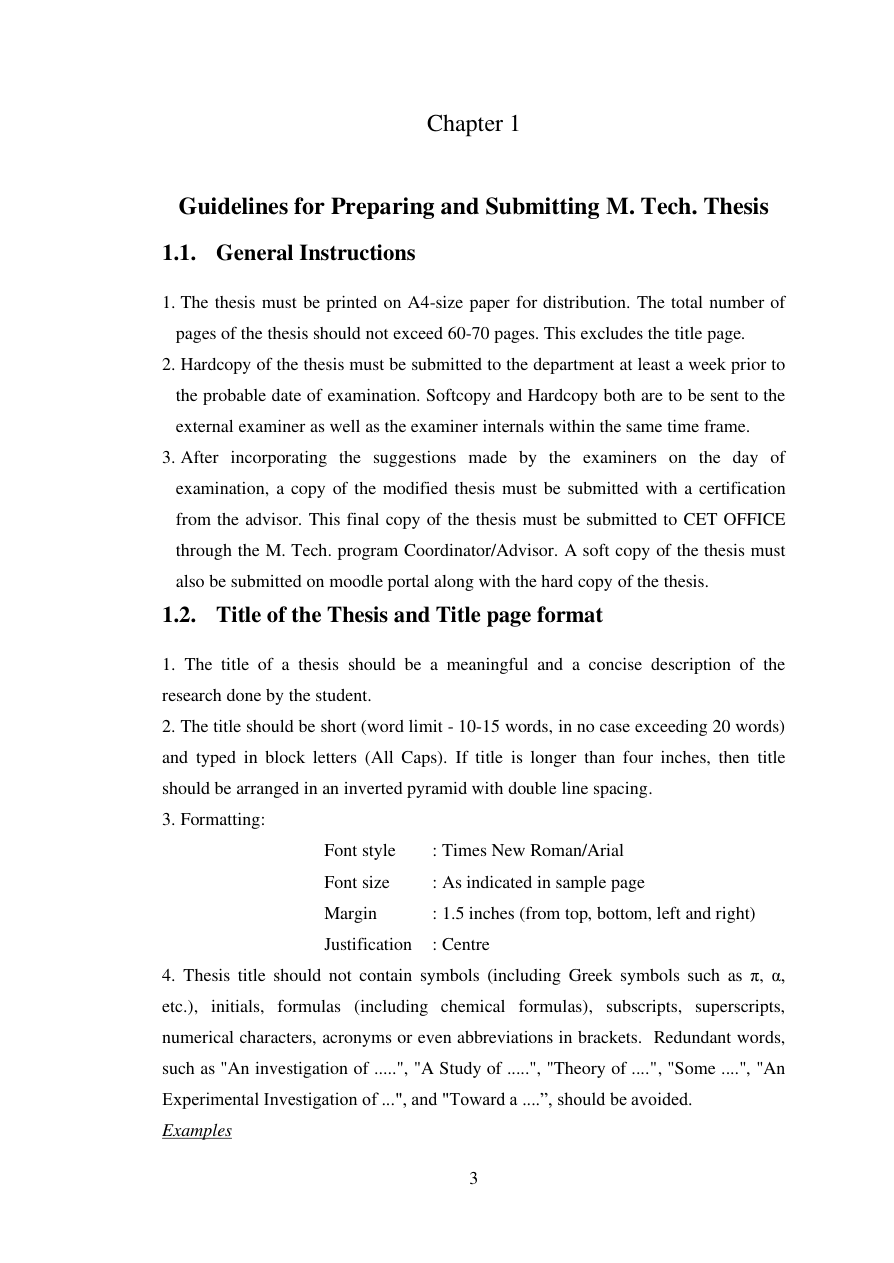 Chapter 1
Guidelines for Preparing and Submitting M. Tech. Thesis
1.1. General Instructions
1. The thesis must be printed on A4-size paper for distribution. The total number of
pages of the thesis should not exceed 60-70 pages. This excludes the title page.
2. Hardcopy of the thesis must be submitted to the department at least a week prior to
the probable date of examination. Softcopy and Hardcopy both are to be sent to the
external examiner as well as the examiner internals within the same time frame.
3. After incorporating the suggestions made by the examiners on the day of
examination, a copy of the modified thesis must be submitted with a certification
from the advisor. This final copy of the thesis must be submitted to CET OFFICE
through the M. Tech. program Coordinator/Advisor. A soft copy of the thesis must
also be submitted on moodle portal along with the hard copy of the thesis.
1.2. Title of the Thesis and Title page format
1. The title of a thesis should be a meaningful and a concise description of the
research done by the student.
2. The title should be short (word limit - 10-15 words, in no case exceeding 20 words)
and typed in block letters (All Caps). If title is longer than four inches, then title
should be arranged in an inverted pyramid with double line spacing.
3. Formatting:
Font style : Times New Roman/Arial
Font size : As indicated in sample page
Margin : 1.5 inches (from top, bottom, left and right)
Justification : Centre
4. Thesis title should not contain symbols (including Greek symbols such as π, α,
etc.), initials, formulas (including chemical formulas), subscripts, superscripts,
numerical characters, acronyms or even abbreviations in brackets.  Redundant words,
such as "An investigation of .....", "A Study of .....", "Theory of ....", "Some ....", "An
Experimental Investigation of ...", and "Toward a ....”, should be avoided.
Examples
3